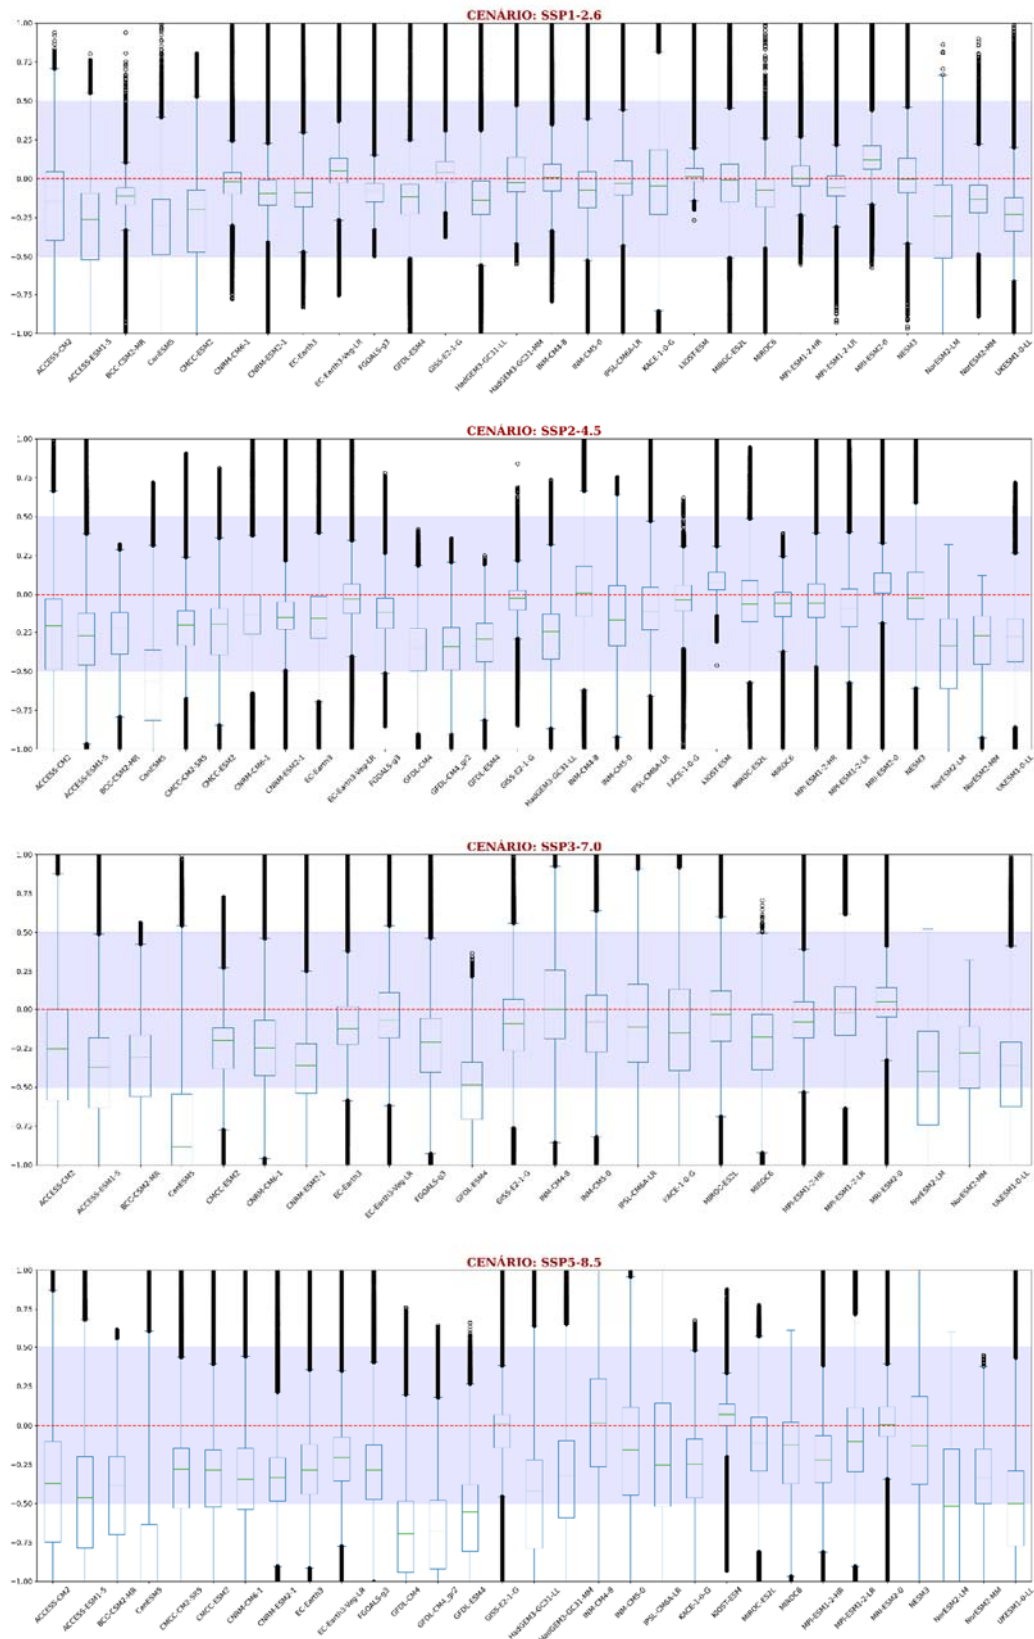 CENÁRIO: SSP1-2.6
1.00
0.75
0.50
0.25
0.00
−0.25
−0.50
−0.75
−1.00
ACCESS-CM2
ACCESS-ESM1-5
BCC-CSM2-MR
CanESM5
CMCC-ESM2
CNRM-CM6-1
CNRM-ESM2-1
EC-Earth3
EC-Earth3-Veg-LR
FGOALS-g3
GFDL-ESM4
GISS-E2-1-G
HadGEM3-GC31-LL
HadGEM3-GC31-MM
INM-CM4-8
INM-CM5-0
IPSL-CM6A-LR
KACE-1-0-G
KIOST-ESM
MIROC-ES2L
MIROC6
MPI-ESM1-2-HR
MPI-ESM1-2-LR
MRI-ESM2-0
NESM3
NorESM2-LM
NorESM2-MM
UKESM1-0-LL
CENÁRIO: SSP2-4.5
1.00
0.75
0.50
0.25
0.00
−0.25
−0.50
−0.75
−1.00
ACCESS-CM2
ACCESS-ESM1-5
BCC-CSM2-MR
CanESM5
CMCC-CM2-SR5
CMCC-ESM2
CNRM-CM6-1
CNRM-ESM2-1
EC-Earth3
EC-Earth3-Veg-LR
FGOALS-g3
GFDL-CM4
GFDL-CM4_gr2
GFDL-ESM4
GISS-E2-1-G
HadGEM3-GC31-LL
INM-CM4-8
INM-CM5-0
IPSL-CM6A-LR
KACE-1-0-G
KIOST-ESM
MIROC-ES2L
MIROC6
MPI-ESM1-2-HR
MPI-ESM1-2-LR
MRI-ESM2-0
NESM3
NorESM2-LM
NorESM2-MM
UKESM1-0-LL
CENÁRIO: SSP3-7.0
1.00
0.75
0.50
0.25
0.00
−0.25
−0.50
−0.75
−1.00
ACCESS-CM2
ACCESS-ESM1-5
BCC-CSM2-MR
CanESM5
CMCC-ESM2
CNRM-CM6-1
CNRM-ESM2-1
EC-Earth3
EC-Earth3-Veg-LR
FGOALS-g3
GFDL-ESM4
GISS-E2-1-G
INM-CM4-8
INM-CM5-0
IPSL-CM6A-LR
KACE-1-0-G
MIROC-ES2L
MIROC6
MPI-ESM1-2-HR
MPI-ESM1-2-LR
MRI-ESM2-0
NorESM2-LM
NorESM2-MM
UKESM1-0-LL
CENÁRIO: SSP5-8.5
1.00
0.75
0.50
0.25
0.00
−0.25
−0.50
−0.75
−1.00
ACCESS-CM2
ACCESS-ESM1-5
BCC-CSM2-MR
CanESM5
CMCC-CM2-SR5
CMCC-ESM2
CNRM-CM6-1
CNRM-ESM2-1
EC-Earth3
EC-Earth3-Veg-LR
FGOALS-g3
GFDL-CM4
GFDL-CM4_gr2
GFDL-ESM4
GISS-E2-1-G
HadGEM3-GC31-LL
HadGEM3-GC31-MM
INM-CM4-8
INM-CM5-0
IPSL-CM6A-LR
KACE-1-0-G
KIOST-ESM
MIROC-ES2L
MIROC6
MPI-ESM1-2-HR
MPI-ESM1-2-LR
MRI-ESM2-0
NESM3
NorESM2-LM
NorESM2-MM
UKESM1-0-LL